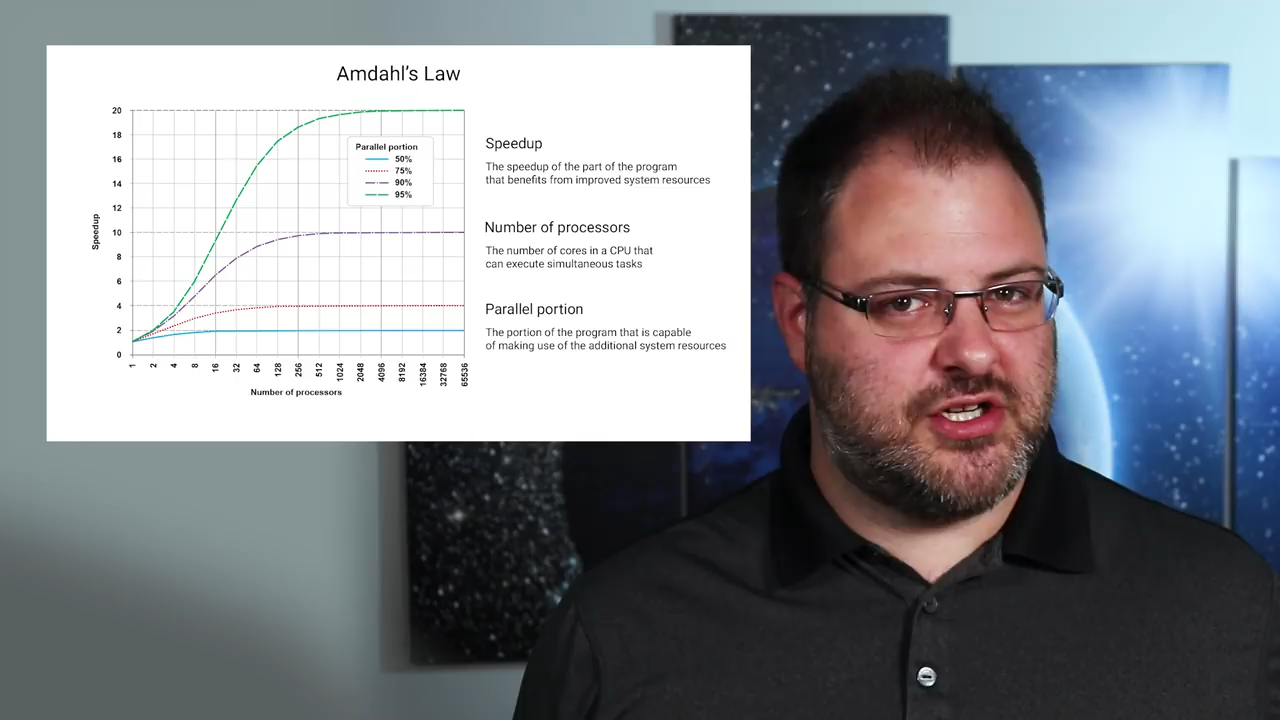 Amdahl’s Law
20
18
16
14
12
10
8
6
4
2
0
Speedup
Parallel portion
50%
75%
90%
95%
1
2
4
8
16
32
64
128
256
512
1024
2048
4096
8192
16384
32768
65536
Number of processors
Speedup
The speedup of the part of the program
that benefits from improved system resources
Number of processors
The number of cores in a CPU that
can execute simultaneous tasks
Parallel portion
The portion of the program that is capable
of making use of the additional system resources